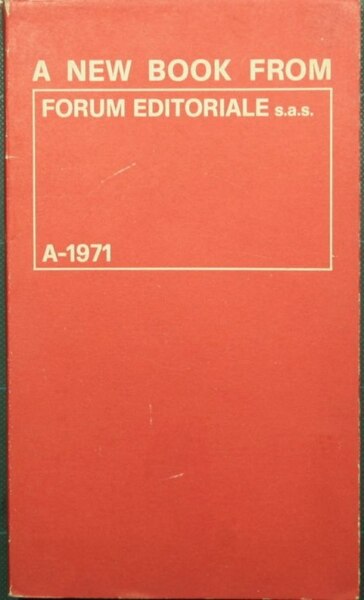 A NEW BOOK FROM
FORUM EDITORIALE s.a.s.
A-1971